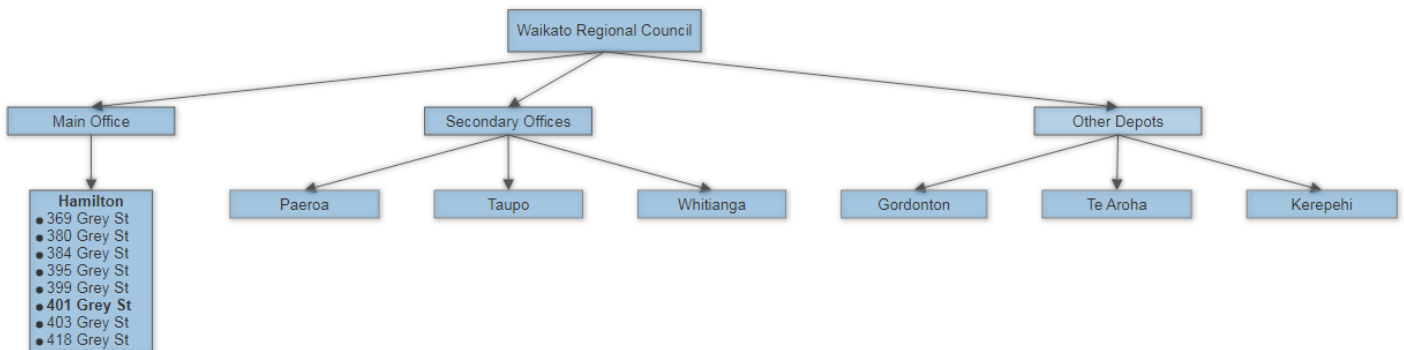 Waikato Regional Council
Main Office
Secondary Offices
Other Depots
Hamilton
369 Grey St
380 Grey St
384 Grey St
395 Grey St
399 Grey St
401 Grey St
403 Grey St
418 Grey St
Paeroa
Taupo
Whitianga
Gordonton
Te Aroha
Kerepehi